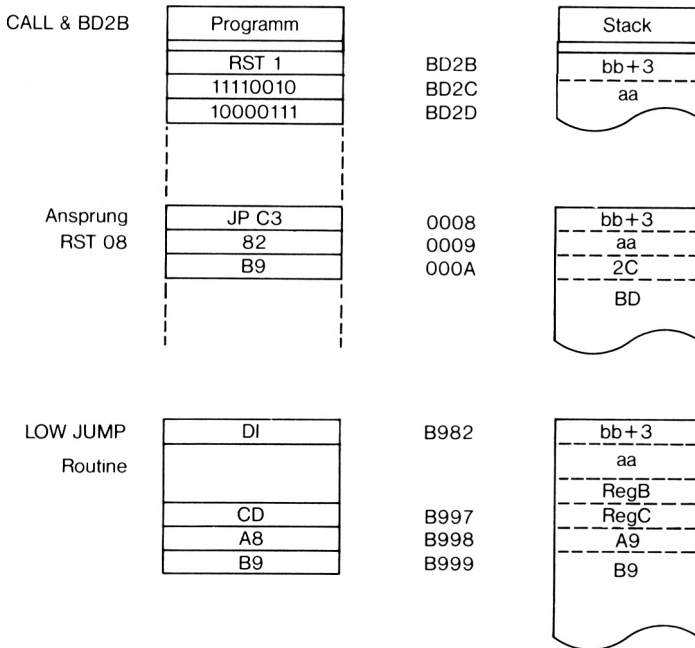 CALL & BD2B Programm Stack
RST 1 BD2B bb+3
11110010 BD2C aa
10000111 BD2D
Ansprung JP C3 0008 bb+3
RST 08 82 0009 aa
B9 000A 2C
BD
LOW JUMP DI B982 bb+3
Routine aa
RegB
CD B997 RegC
A8 B998 A9
B9 B999 B9